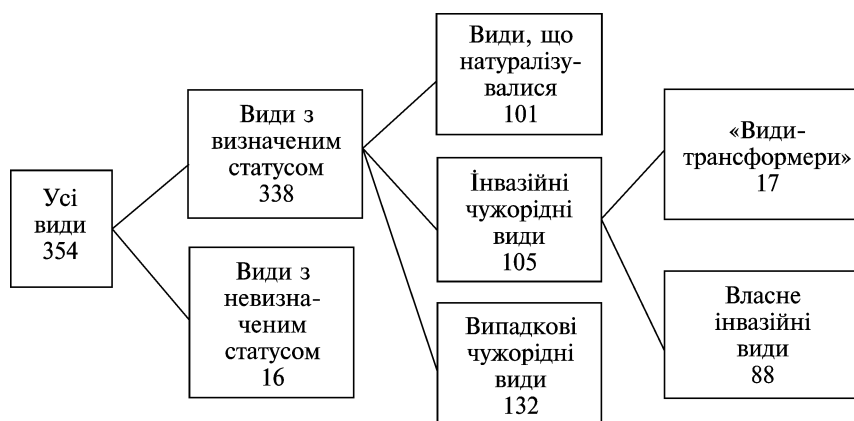 Усі
види
354
Види з
визначеним
статусом
338
Види з
невизна-
ченим
статусом
16
Види, що
натуралізу-
валися
101
Інвазійні
чужорідні
види
105
Випадкові
чужорідні
види
132
«Види-
трансформери»
17
Власне
інвазійні
види
88